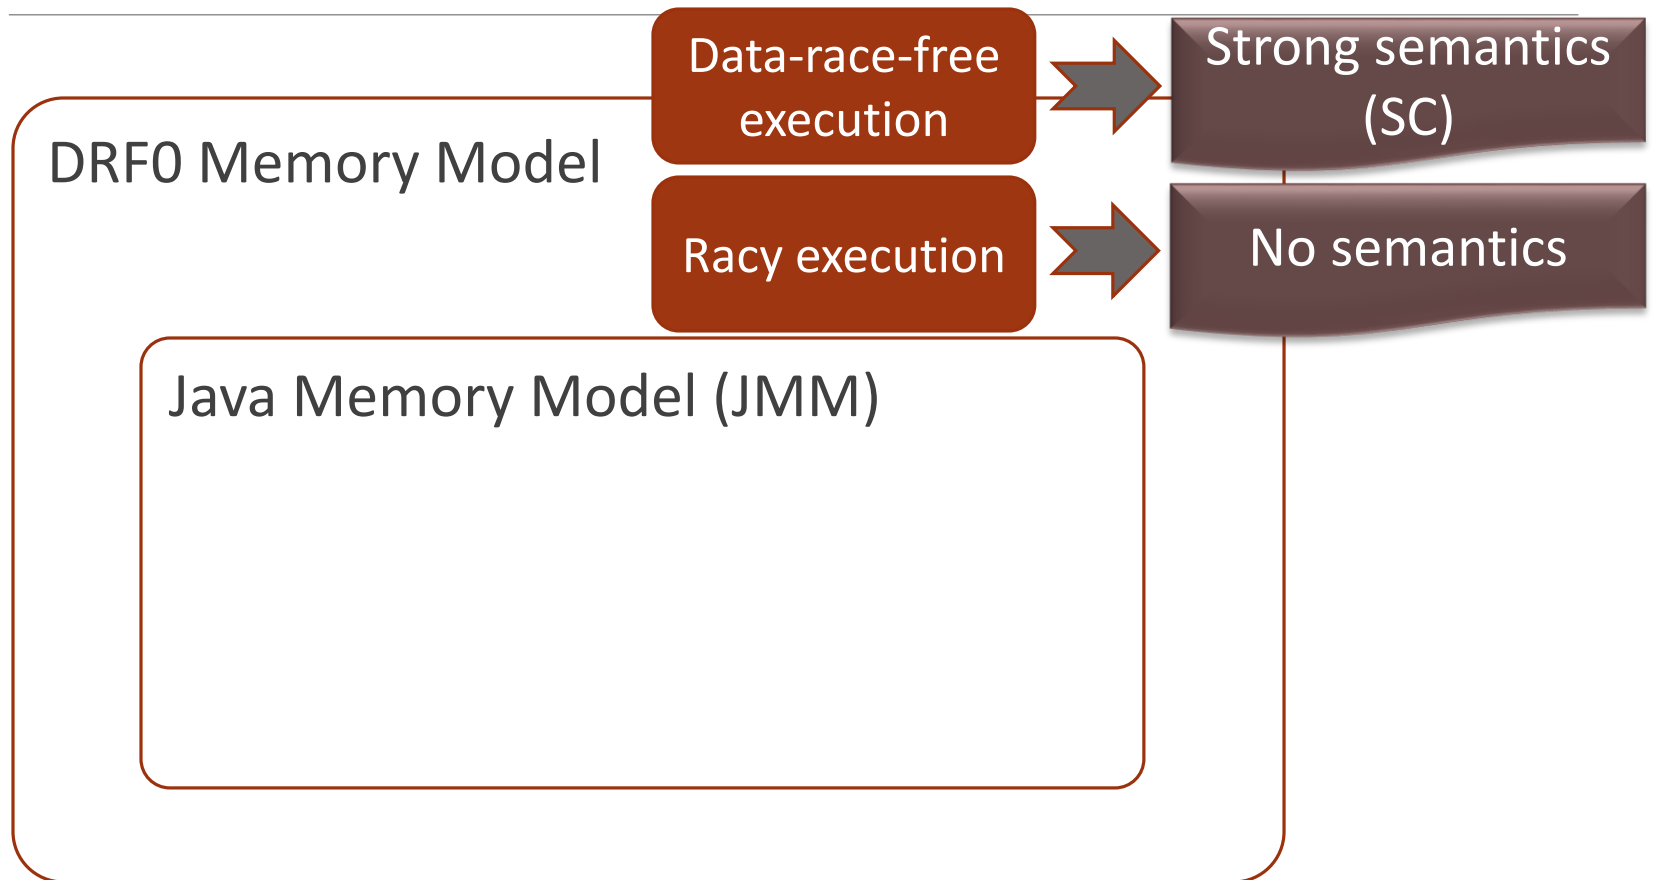 Data-race-free
execution
Strong semantics
(SC)
DRF0 Memory Model
Racy execution
No semantics
Java Memory Model (JMM)